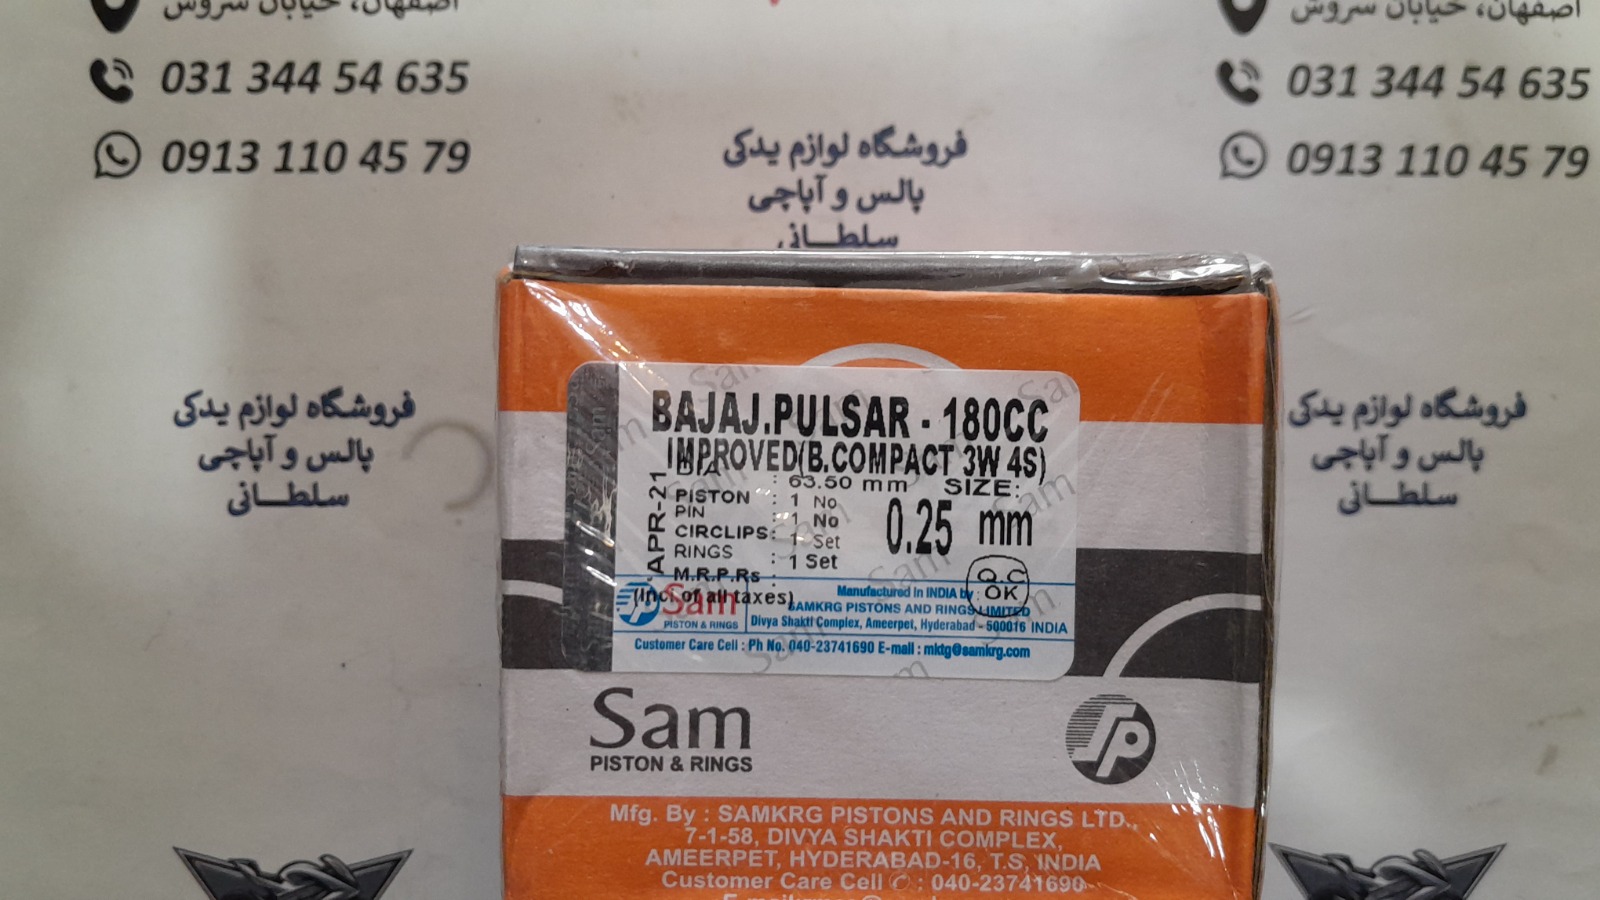 اصفهان، خیابان سروش
031 344 54 635
0913 110 45 79
اصفهان، خیابان سروش
031 344 54 635
0913 110 45 79
فروشگاه لوازم یدکی
پالس و آپاچی
سلطانی
فروشگاه لوازم یدکی
پالس و آپاچی
سلطانی
فروشگاه لوازم یدکی
پالس و آپاچی
سلطانی
BAJAJ.PULSAR - 180CC
IMPROVED(B.COMPACT 3W 4S)
DIA : 63.50 mm
SIZE:
0.25 mm
APR-21
PISTON : 1 No
PIN : 1 No
CIRCLIPS: 1 Set
RINGS : 1 Set
M.R.P.Rs :
(Incl of all taxes)
Q.C
OK
Sam
PISTON & RINGS
Manufactured in INDIA by :
SAMKRG PISTONS AND RINGS LIMITED
Divya Shakti Complex, Ameerpet, Hyderabad - 500016 INDIA
Customer Care Cell : Ph No. 040-23741690 E-mail : mktg@samkrg.com
Sam
PISTON & RINGS
Mfg. By : SAMKRG PISTONS AND RINGS LTD.,
7-1-58, DIVYA SHAKTI COMPLEX,
AMEERPET, HYDERABAD-16, T.S, INDIA
Customer Care Cell : 040-23741690